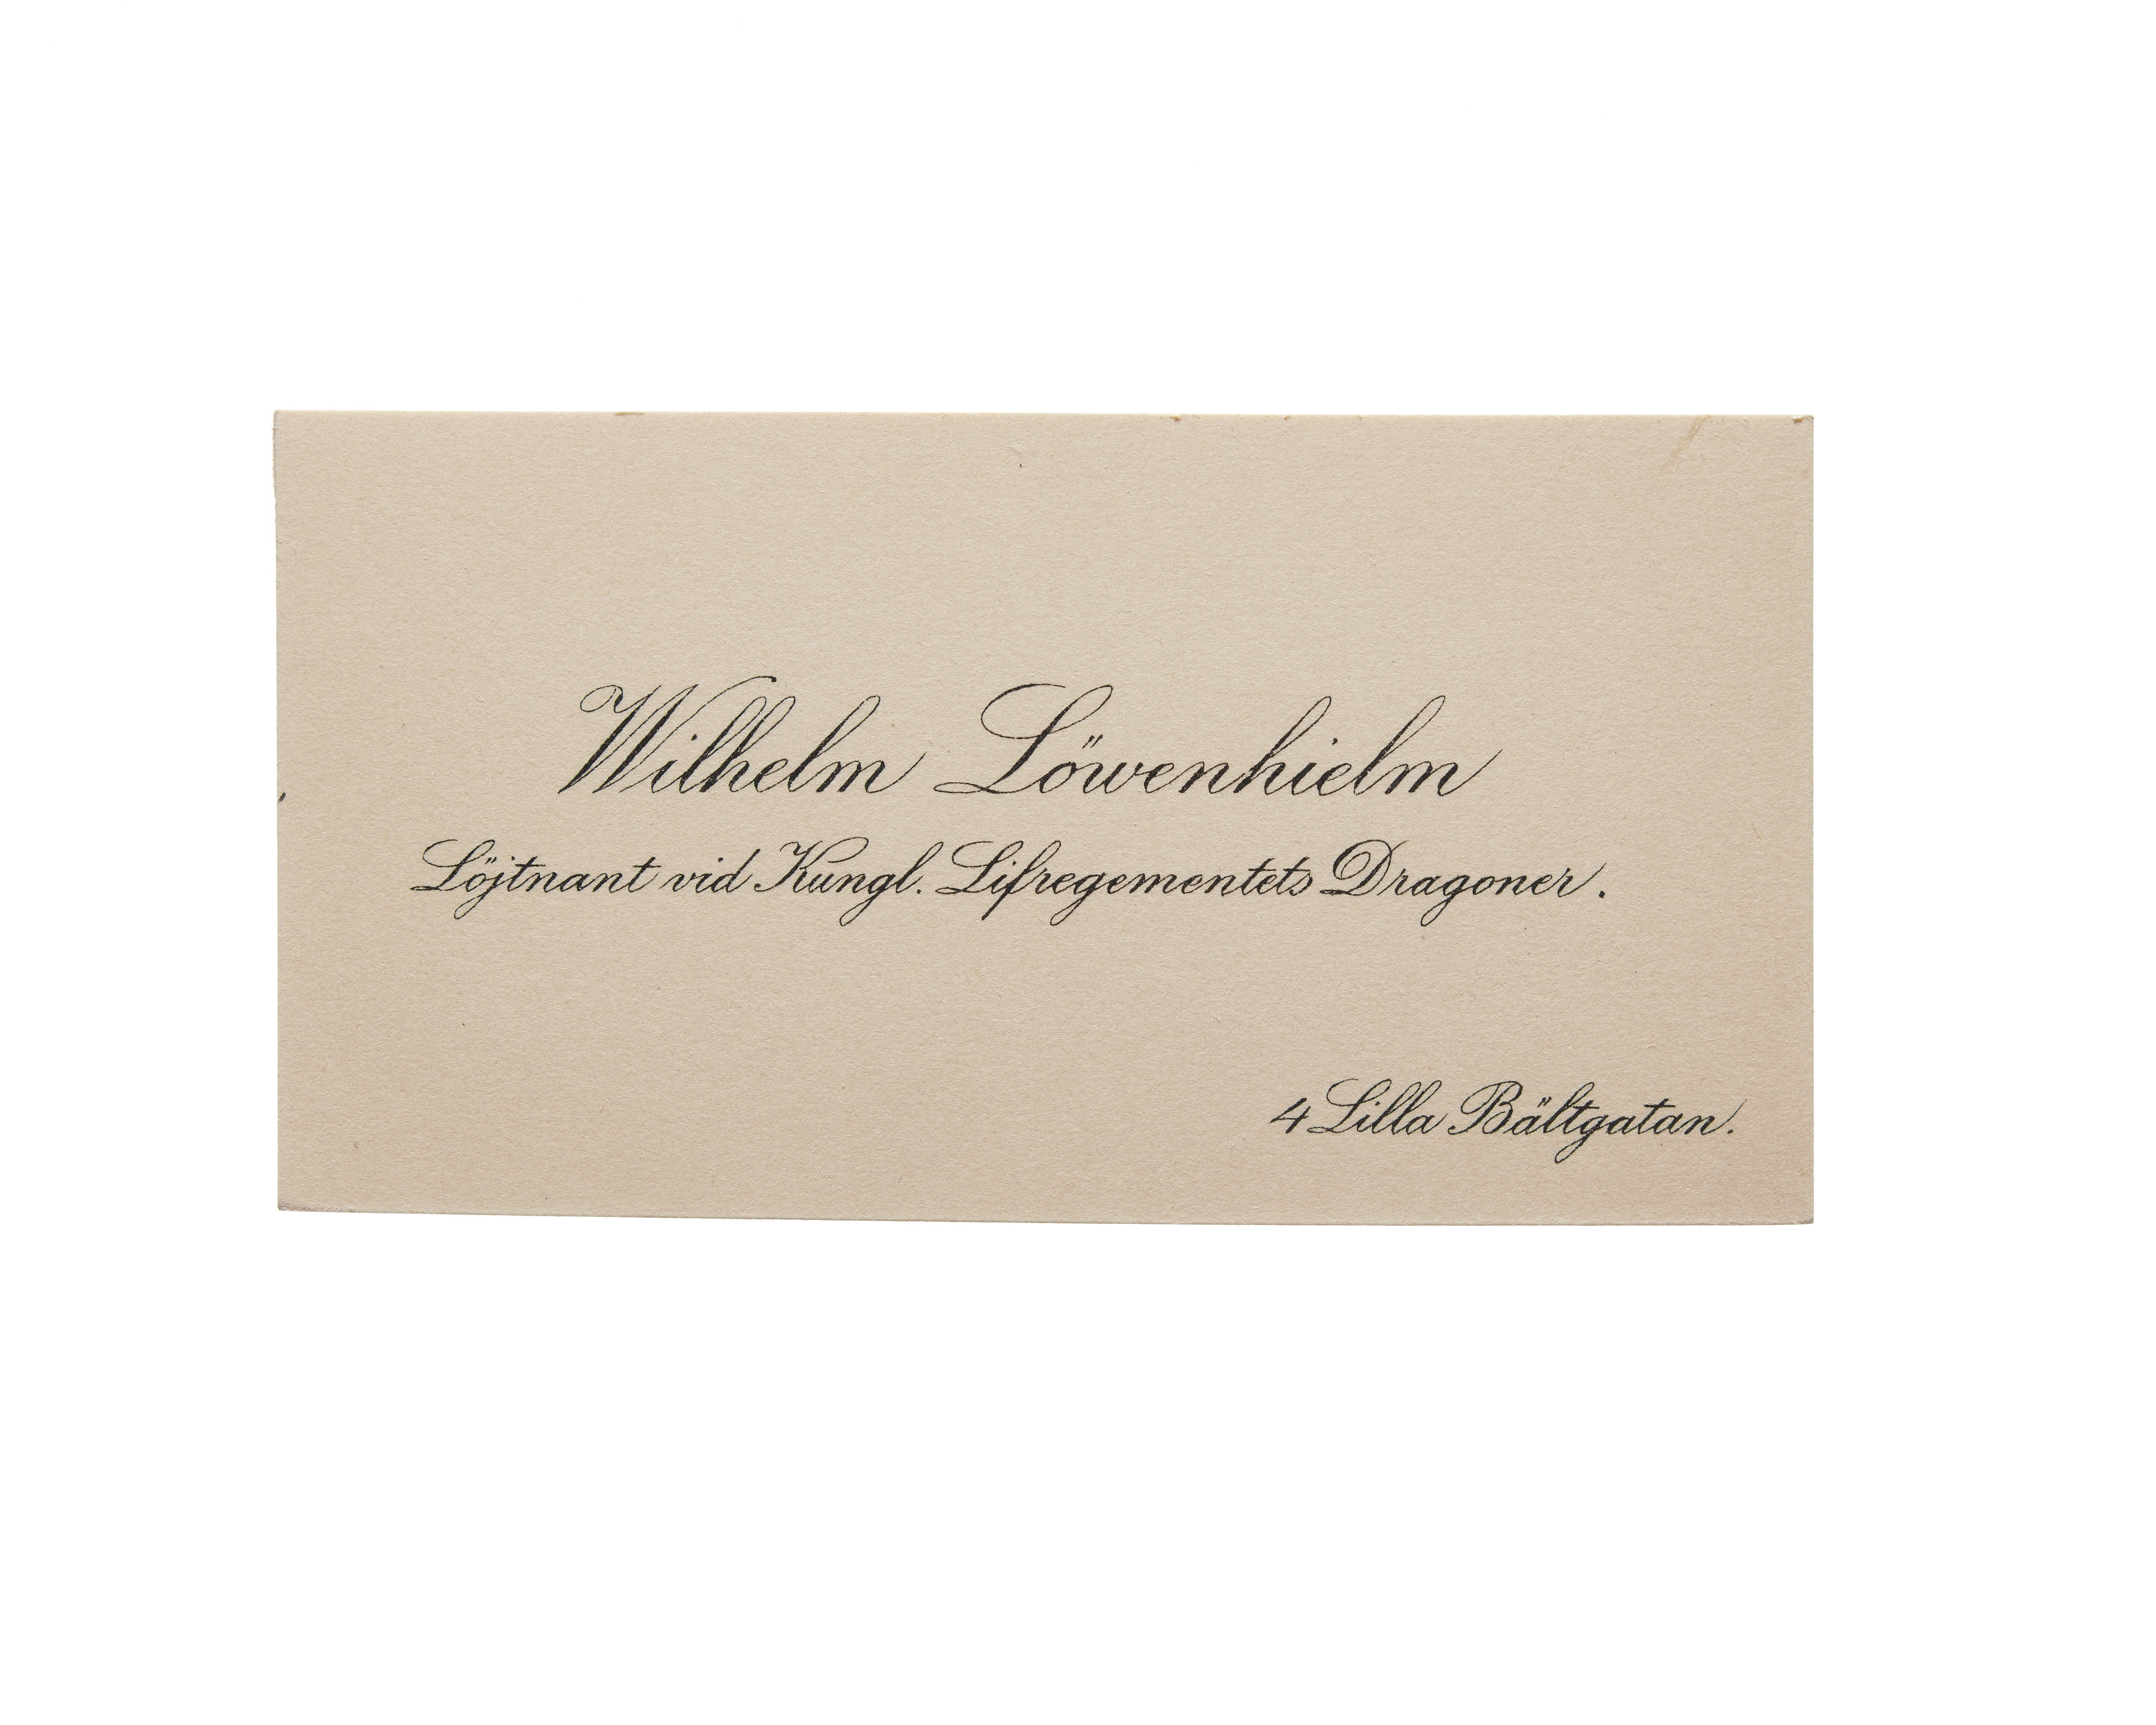 Wilhelm Löwenhielm
Löjtnant vid Kungl. Lifregementets Dragoner.
4 Lilla Bältgatan.